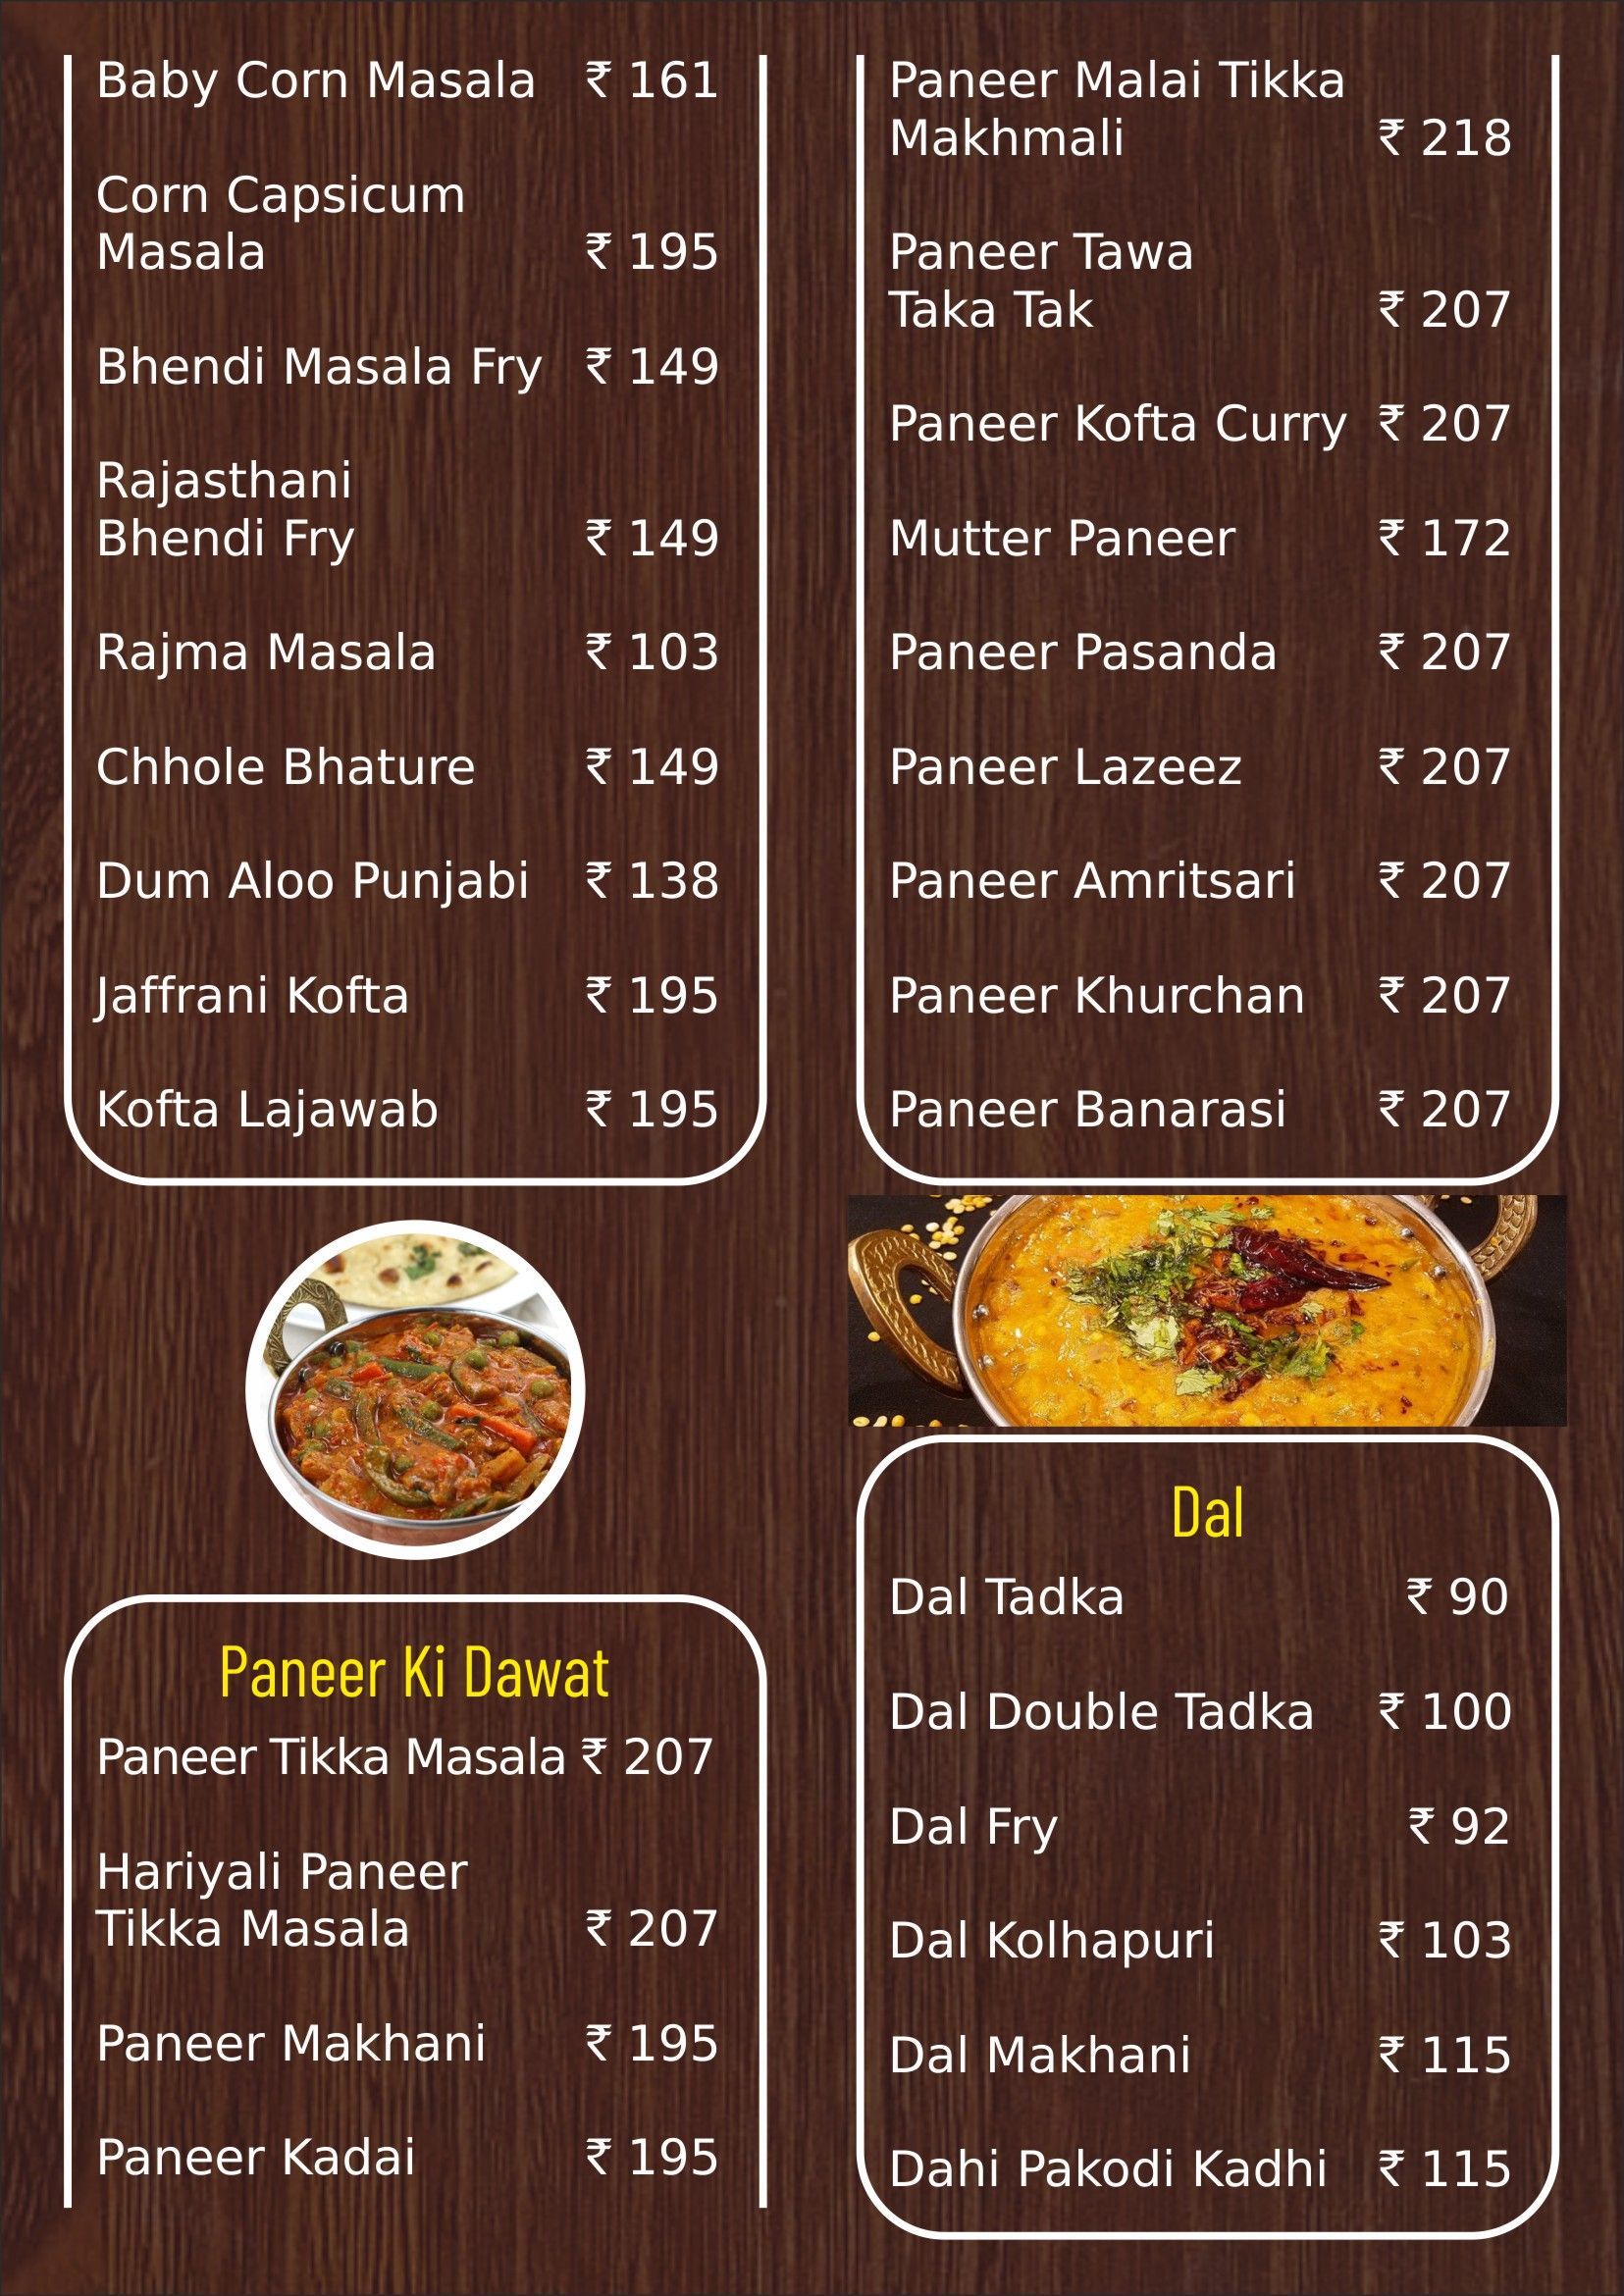 Baby Corn Masala ₹ 161
Corn Capsicum
Masala ₹ 195
Bhendi Masala Fry ₹ 149
Rajasthani
Bhendi Fry ₹ 149
Rajma Masala ₹ 103
Chhole Bhature ₹ 149
Dum Aloo Punjabi ₹ 138
Jaffrani Kofta ₹ 195
Kofta Lajawab ₹ 195
Paneer Ki Dawat
Paneer Tikka Masala ₹ 207
Hariyali Paneer
Tikka Masala ₹ 207
Paneer Makhani ₹ 195
Paneer Kadai ₹ 195
Paneer Malai Tikka
Makhmali ₹ 218
Paneer Tawa
Taka Tak ₹ 207
Paneer Kofta Curry ₹ 207
Mutter Paneer ₹ 172
Paneer Pasanda ₹ 207
Paneer Lazeez ₹ 207
Paneer Amritsari ₹ 207
Paneer Khurchan ₹ 207
Paneer Banarasi ₹ 207
Dal
Dal Tadka ₹ 90
Dal Double Tadka ₹ 100
Dal Fry ₹ 92
Dal Kolhapuri ₹ 103
Dal Makhani ₹ 115
Dahi Pakodi Kadhi ₹ 115